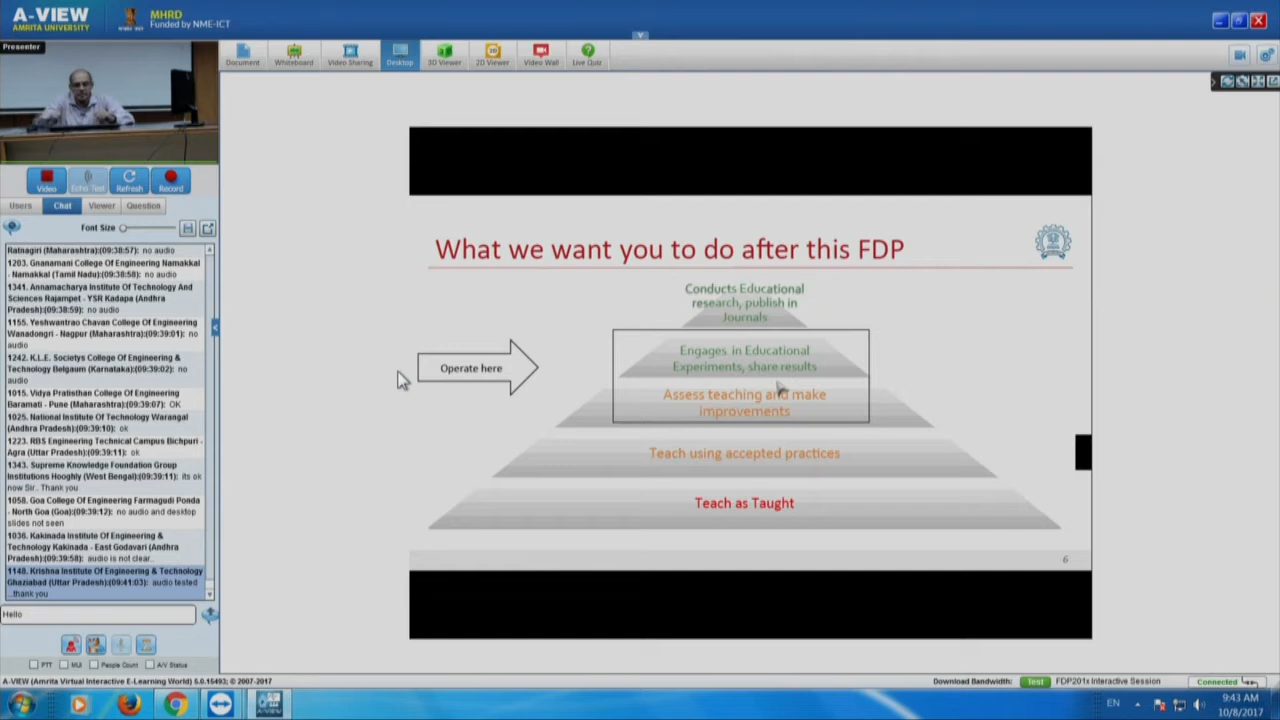 A-VIEW
AMRITA UNIVERSITY
MHRD
Funded by NME-ICT
Presenter
Document
Whiteboard
Video Sharing
Desktop
3D Viewer
2D Viewer
Video Wall
Live Quiz
Video
Echo Test
Refresh
Record
Users
Chat
Viewer
Question
Font Size
Ratnagiri (Maharashtra):(09:38:57): no audio
1203. Gnanamani College Of Engineering Namakkal
- Namakkal (Tamil Nadu):(09:38:58): no audio
1341. Annamacharya Institute Of Technology And
Sciences Rajampet - YSR Kadapa (Andhra
Pradesh):(09:38:59): no audio
1155. Yeshwantrao Chavan College Of Engineering
Wanadongri - Nagpur (Maharashtra):(09:39:01): no
audio
1242. K.L.E. Societys College Of Engineering &
Technology Belgaum (Karnataka):(09:39:02): no
audio
1015. Vidya Pratisthan College Of Engineering
Baramati - Pune (Maharashtra):(09:39:07): OK
1025. National Institute Of Technology Warangal
(Andhra Pradesh):(09:39:10): ok
1223. RBS Engineering Technical Campus Bichpuri -
Agra (Uttar Pradesh):(09:39:11): ok
1343. Supreme Knowledge Foundation Group
Institutions Hooghly (West Bengal):(09:39:11): its ok
now Sir.. Thank you
1058. Goa College Of Engineering Farmagudi Ponda
- North Goa (Goa):(09:39:12): no audio and desktop
slides not seen
1036. Kakinada Institute Of Engineering &
Technology Kakinada - East Godavari (Andhra
Pradesh):(09:39:58): audio is not clear..
1148. Krishna Institute Of Engineering & Technology
Ghaziabad (Uttar Pradesh):(09:41:03): audio tested
..thank you
Hello
PTT
MUI
People Count
A/V Status
What we want you to do after this FDP
Conducts Educational
research, publish in
Journals
Engages in Educational
Experiments, share results
Operate here
Assess teaching and make
improvements
Teach using accepted practices
Teach as Taught
6
A-VIEW (Amrita Virtual Interactive E-Learning World) 5.0.15493; © 2007-2017
Download Bandwidth:
Test
FDP201x Interactive Session
Connected
EN
9:43 AM
10/8/2017